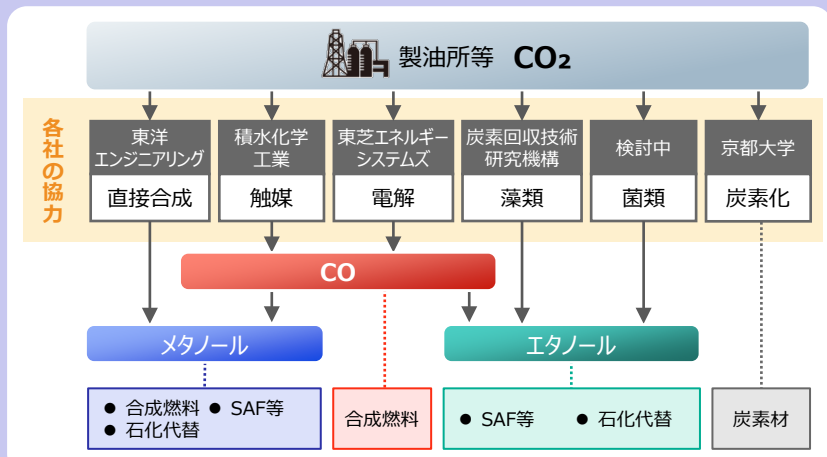 製油所等 CO₂
各社の協力
東洋
エンジニアリング
直接合成
積水化学
工業
触媒
東芝エネルギー
システムズ
電解
炭素回収技術
研究機構
藻類
検討中
菌類
京都大学
炭素化
CO
メタノール
エタノール
● 合成燃料 ● SAF等
● 石化代替
合成燃料
● SAF等 ● 石化代替
炭素材